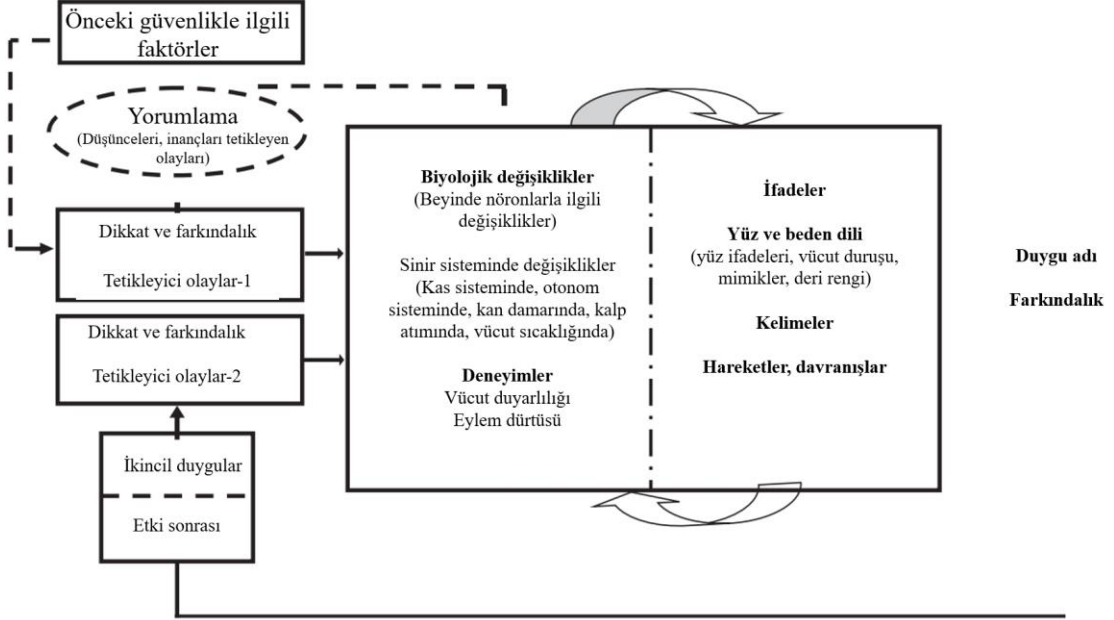 Önceki güvenlikle ilgili
faktörler
Yorumlama
(Düşünceleri, inançları tetikleyen
olayları)
Dikkat ve farkındalık
Tetikleyici olaylar-1
Dikkat ve farkındalık
Tetikleyici olaylar-2
İkincil duygular
Etki sonrası
Biyolojik değişiklikler
(Beyinde nöronlarla ilgili
değişiklikler)
Sinir sisteminde değişiklikler
(Kas sisteminde, otonom
sisteminde, kan damarında, kalp
atımında, vücut sıcaklığında)
Deneyimler
Vücut duyarlılığı
Eylem dürtüsü
İfadeler
Yüz ve beden dili
(yüz ifadeleri, vücut duruşu,
mimikler, deri rengi)
Kelimeler
Hareketler, davranışlar
Duygu adı
Farkındalık